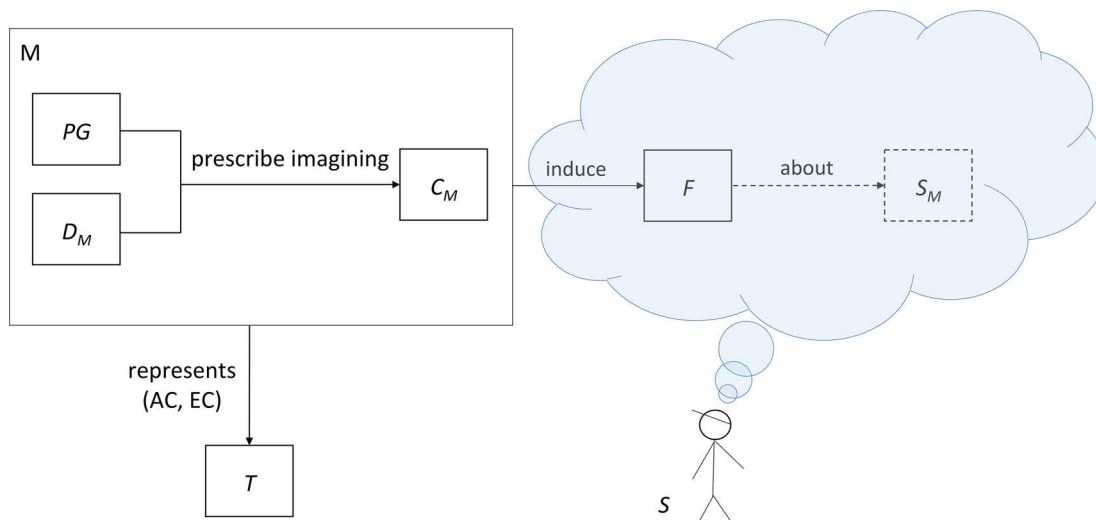 M
PG
D_M
prescribe imagining
C_M
induce
F
about
S_M
represents
(AC, EC)
T
S